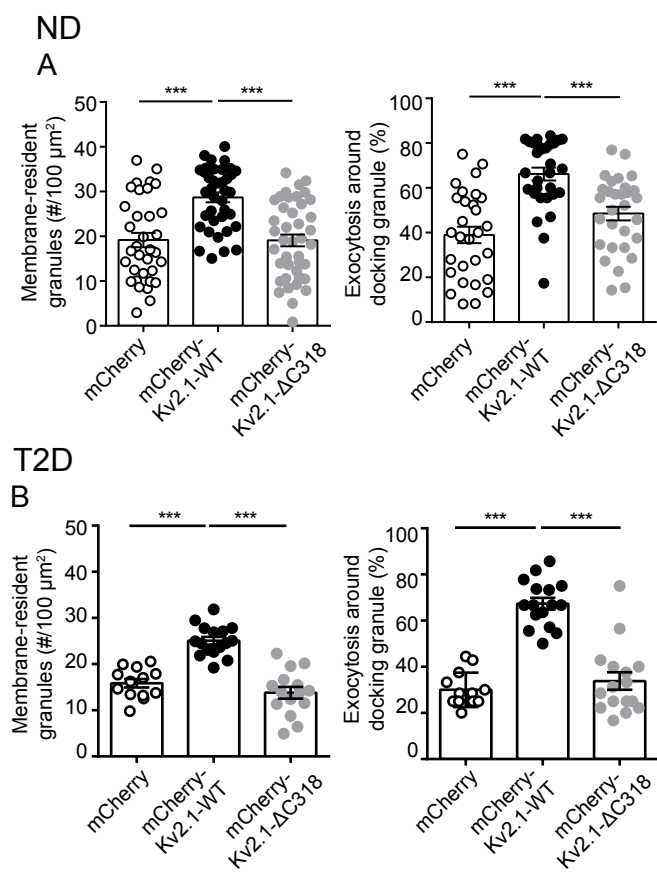 ND
A
Membrane-resident
granules (#/100 µm²)
50
40
30
20
10
0
***
***
mCherry
mCherry-
Kv2.1-WT
mCherry-
Kv2.1-ΔC318
Exocytosis around
docking granule (%)
100
80
60
40
20
0
***
***
mCherry
mCherry-
Kv2.1-WT
mCherry-
Kv2.1-ΔC318
T2D
B
Membrane-resident
granules (#/100 µm²)
50
40
30
20
10
0
***
***
mCherry
mCherry-
Kv2.1-WT
mCherry-
Kv2.1-ΔC318
Exocytosis around
docking granule (%)
100
80
60
40
20
0
***
***
mCherry
mCherry-
Kv2.1-WT
mCherry-
Kv2.1-ΔC318